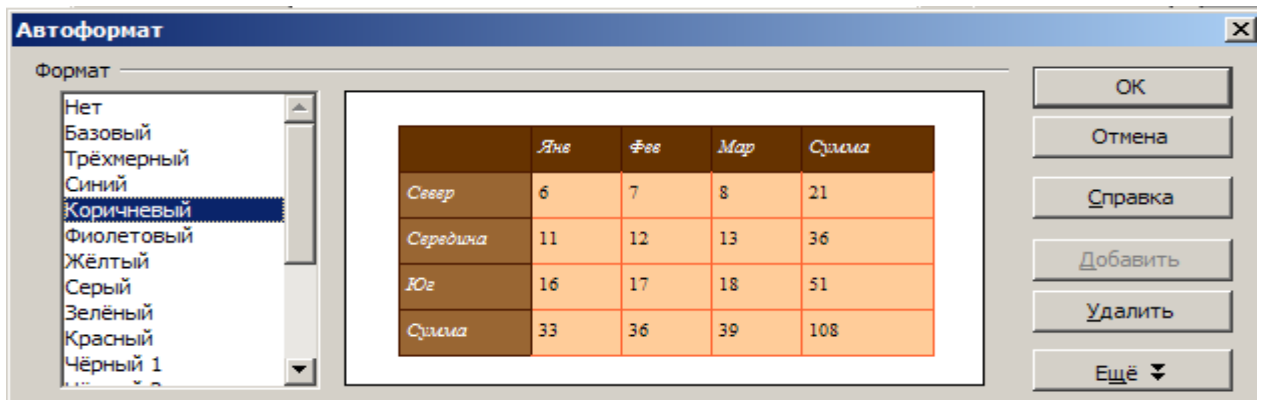 Автоформат
Формат
Нет
Базовый
Трёхмерный
Синий
Коричневый
Фиолетовый
Жёлтый
Серый
Зелёный
Красный
Чёрный 1
Янв Фев Мар Сумма
Север 6 7 8 21
Середина 11 12 13 36
Юг 16 17 18 51
Сумма 33 36 39 108
ОК
Отмена
Справка
Добавить
Удалить
Ещё